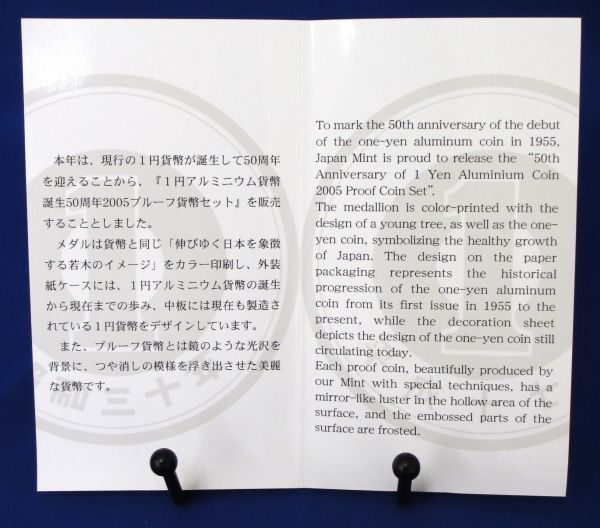 本年は、現行の１円貨幣が誕生して50周年
を迎えることから、『１円アルミニウム貨幣
誕生50周年2005プルーフ貨幣セット』を販売
することとしました。
メダルは貨幣と同じ「伸びゆく日本を象徴
する若木のイメージ」をカラー印刷し、外装
紙ケースには、１円アルミニウム貨幣の誕生
から現在までの歩み、中板には現在も製造さ
れている１円貨幣をデザインしています。
また、プルーフ貨幣とは鏡のような光沢を
背景に、つや消しの模様を浮き出させた美麗
な貨幣です。
1
昭和三十年
To mark the 50th anniversary of the debut
of the one-yen aluminum coin in 1955,
Japan Mint is proud to release the “50th
Anniversary of 1 Yen Aluminium Coin
2005 Proof Coin Set”.
The medallion is color-printed with the
design of a young tree, as well as the one-
yen coin, symbolizing the healthy growth
of Japan. The design on the paper
packaging represents the historical
progression of the one-yen aluminum
coin from its first issue in 1955 to the
present, while the decoration sheet
depicts the design of the one-yen coin still
circulating today.
Each proof coin, beautifully produced by
our Mint with special techniques, has a
mirror-like luster in the hollow area of the
surface, and the embossed parts of the
surface are frosted.
1